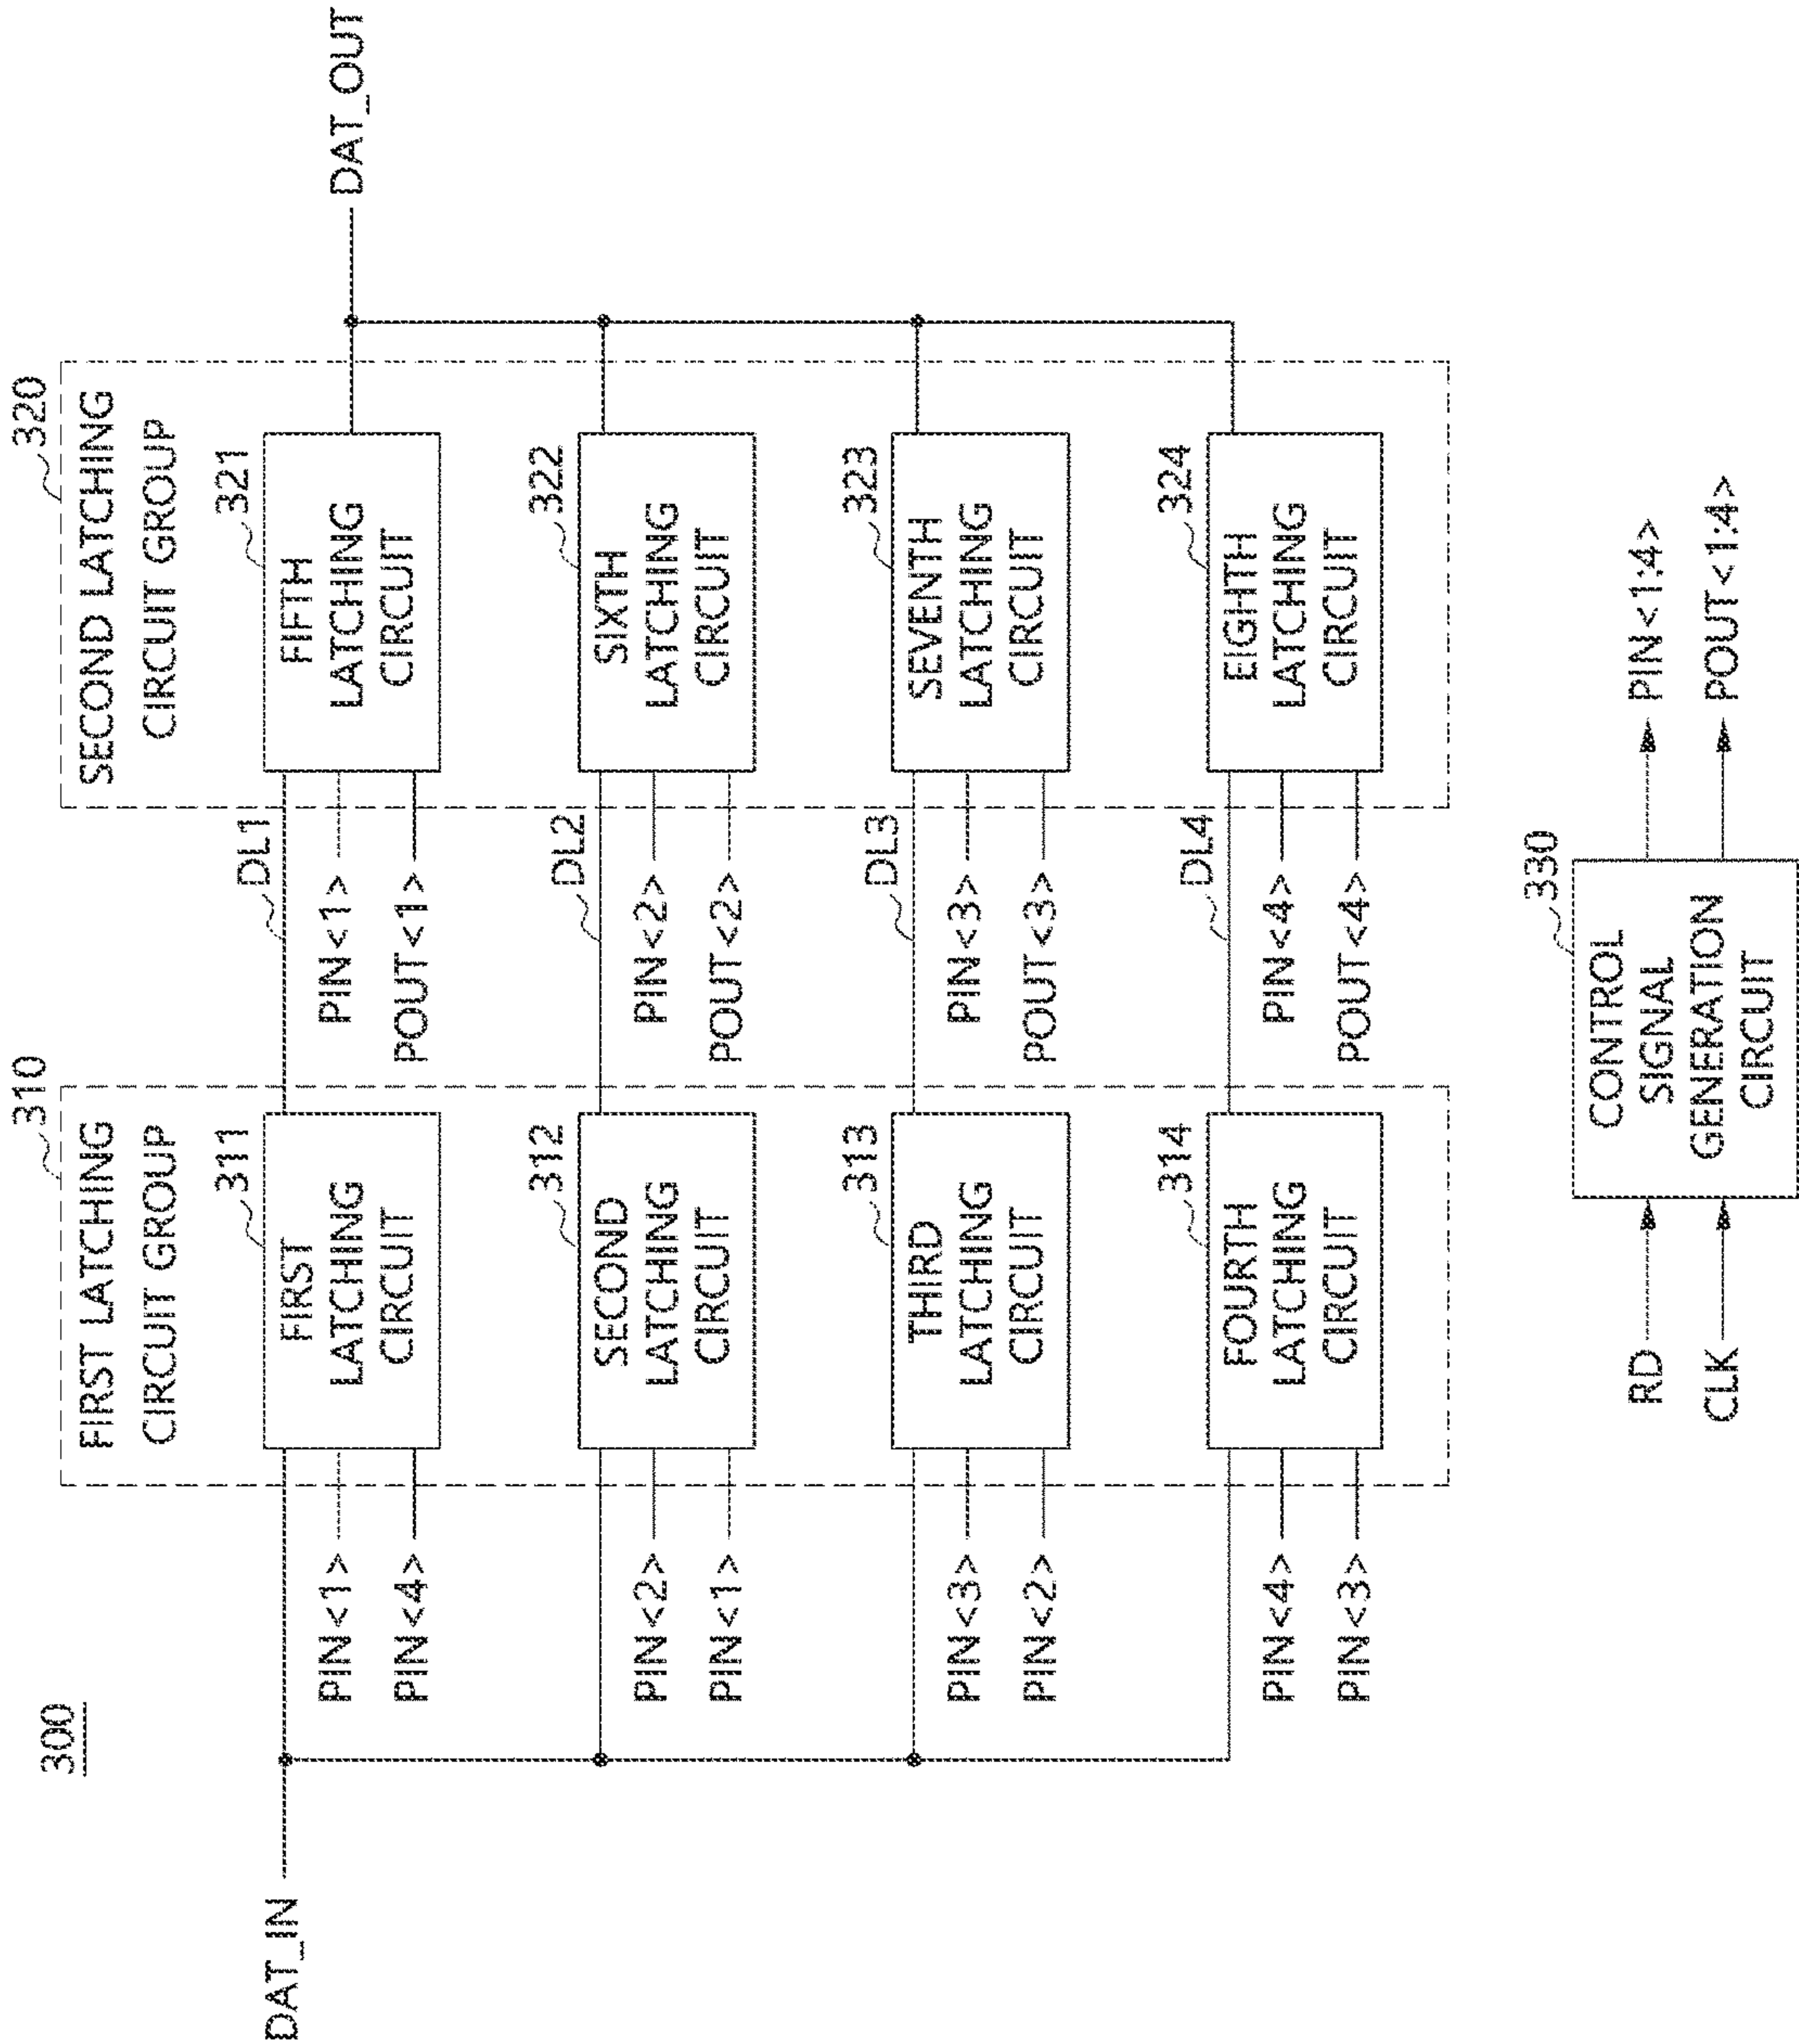 300
FIRST LATCHING
CIRCUIT GROUP
310
SECOND LATCHING
CIRCUIT GROUP
320
DAT_IN
PIN<1>
PIN<4>
311
FIRST
LATCHING
CIRCUIT
DL1
PIN<1>
POUT<1>
321
FIFTH
LATCHING
CIRCUIT
DAT_OUT
PIN<2>
PIN<1>
312
SECOND
LATCHING
CIRCUIT
DL2
PIN<2>
POUT<2>
322
SIXTH
LATCHING
CIRCUIT
PIN<3>
PIN<2>
313
THIRD
LATCHING
CIRCUIT
DL3
PIN<3>
POUT<3>
323
SEVENTH
LATCHING
CIRCUIT
PIN<4>
PIN<3>
314
FOURTH
LATCHING
CIRCUIT
DL4
PIN<4>
POUT<4>
324
EIGHTH
LATCHING
CIRCUIT
RD
CLK
330
CONTROL
SIGNAL
GENERATION
CIRCUIT
PIN<1:4>
POUT<1:4>